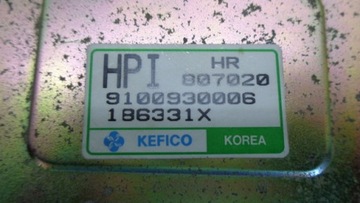 HPI HR
807020
9100930006
186331X
KEFICO KOREA